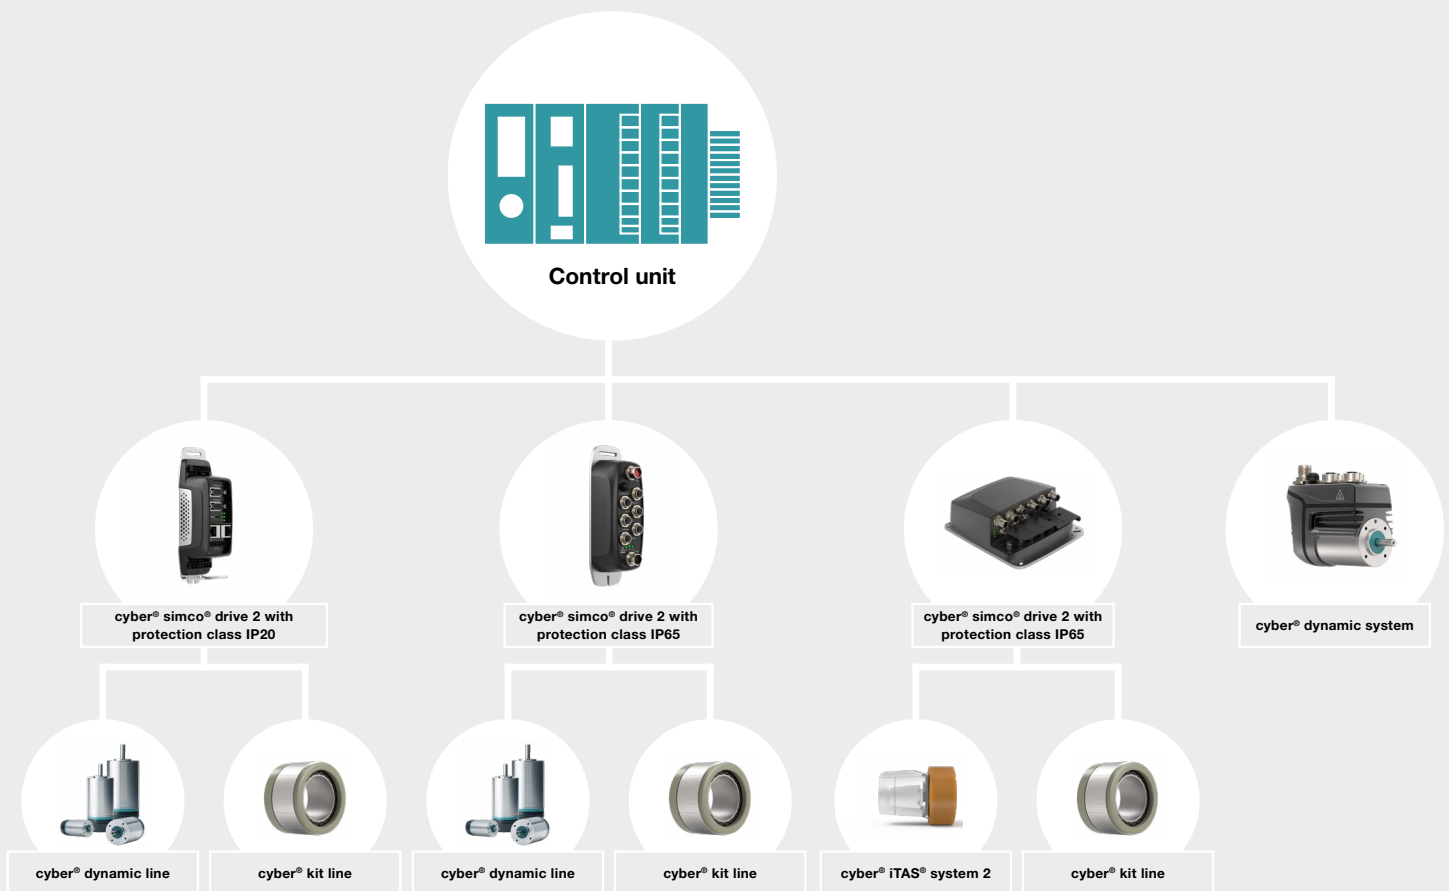 Control unit
cyber® simco® drive 2 with
protection class IP20
cyber® simco® drive 2 with
protection class IP65
cyber® simco® drive 2 with
protection class IP65
cyber® dynamic system
cyber® dynamic line
cyber® kit line
cyber® dynamic line
cyber® kit line
cyber® iTAS® system 2
cyber® kit line